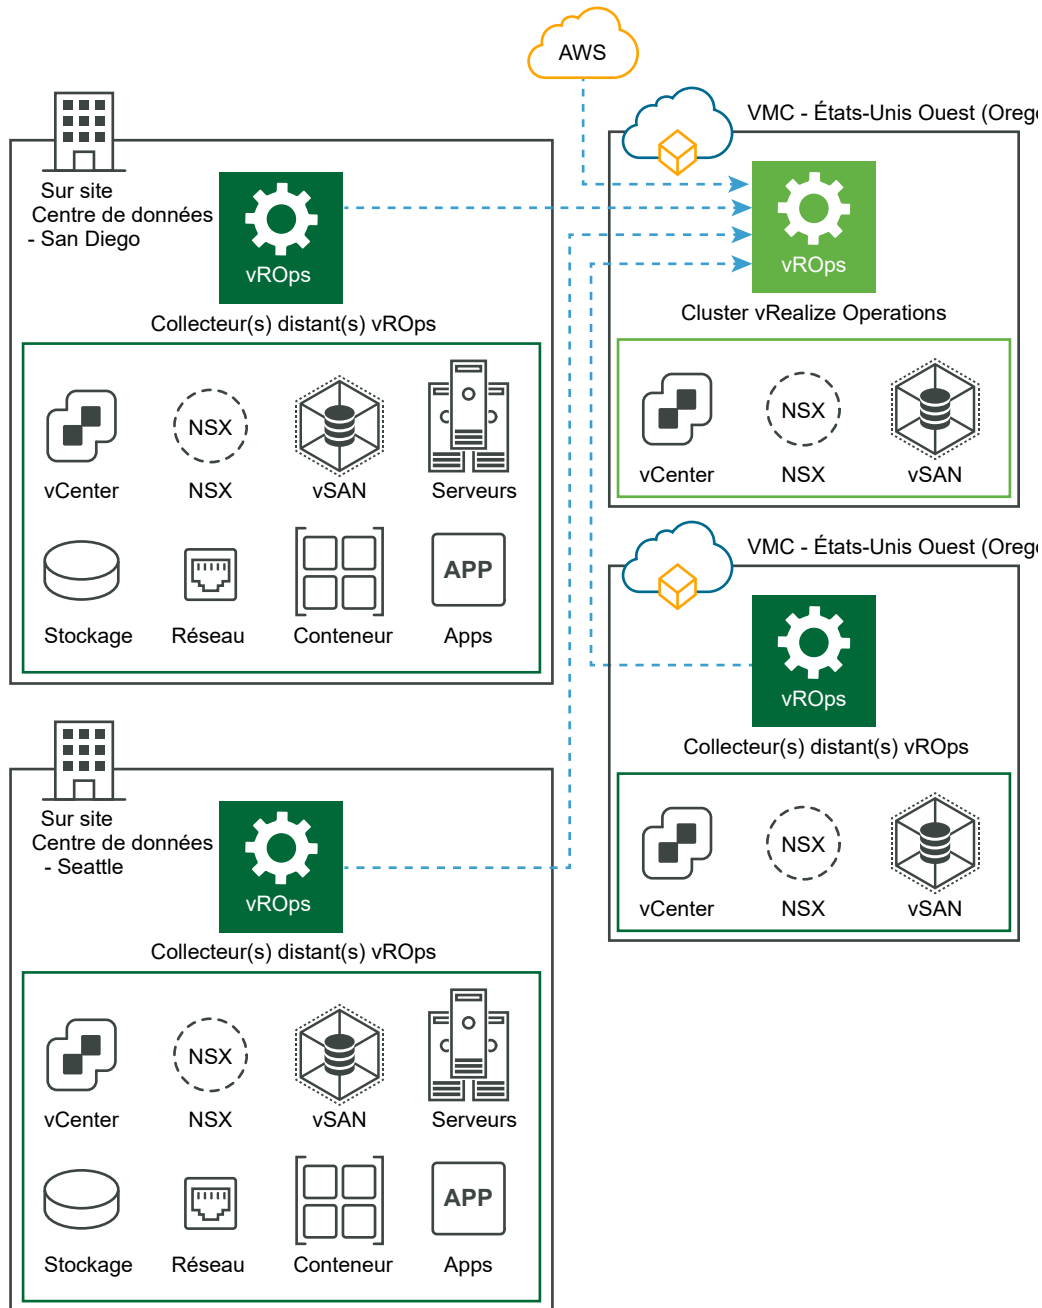 AWS
VMC - États-Unis Ouest
Sur site
Centre de données
- San Diego
vROps
Collecteur(s) distant(s) vROps
vCenter
NSX
NSX
vSAN
Serveurs
Stockage
Réseau
Conteneur
APP
Apps
vROps
Cluster vRealize Operations
vCenter
NSX
NSX
vSAN
VMC - États-Unis Ouest
vROps
Collecteur(s) distant(s) vROps
vCenter
NSX
NSX
vSAN
Sur site
Centre de données
- Seattle
vROps
Collecteur(s) distant(s) vROps
vCenter
NSX
NSX
vSAN
Serveurs
Stockage
Réseau
Conteneur
APP
Apps